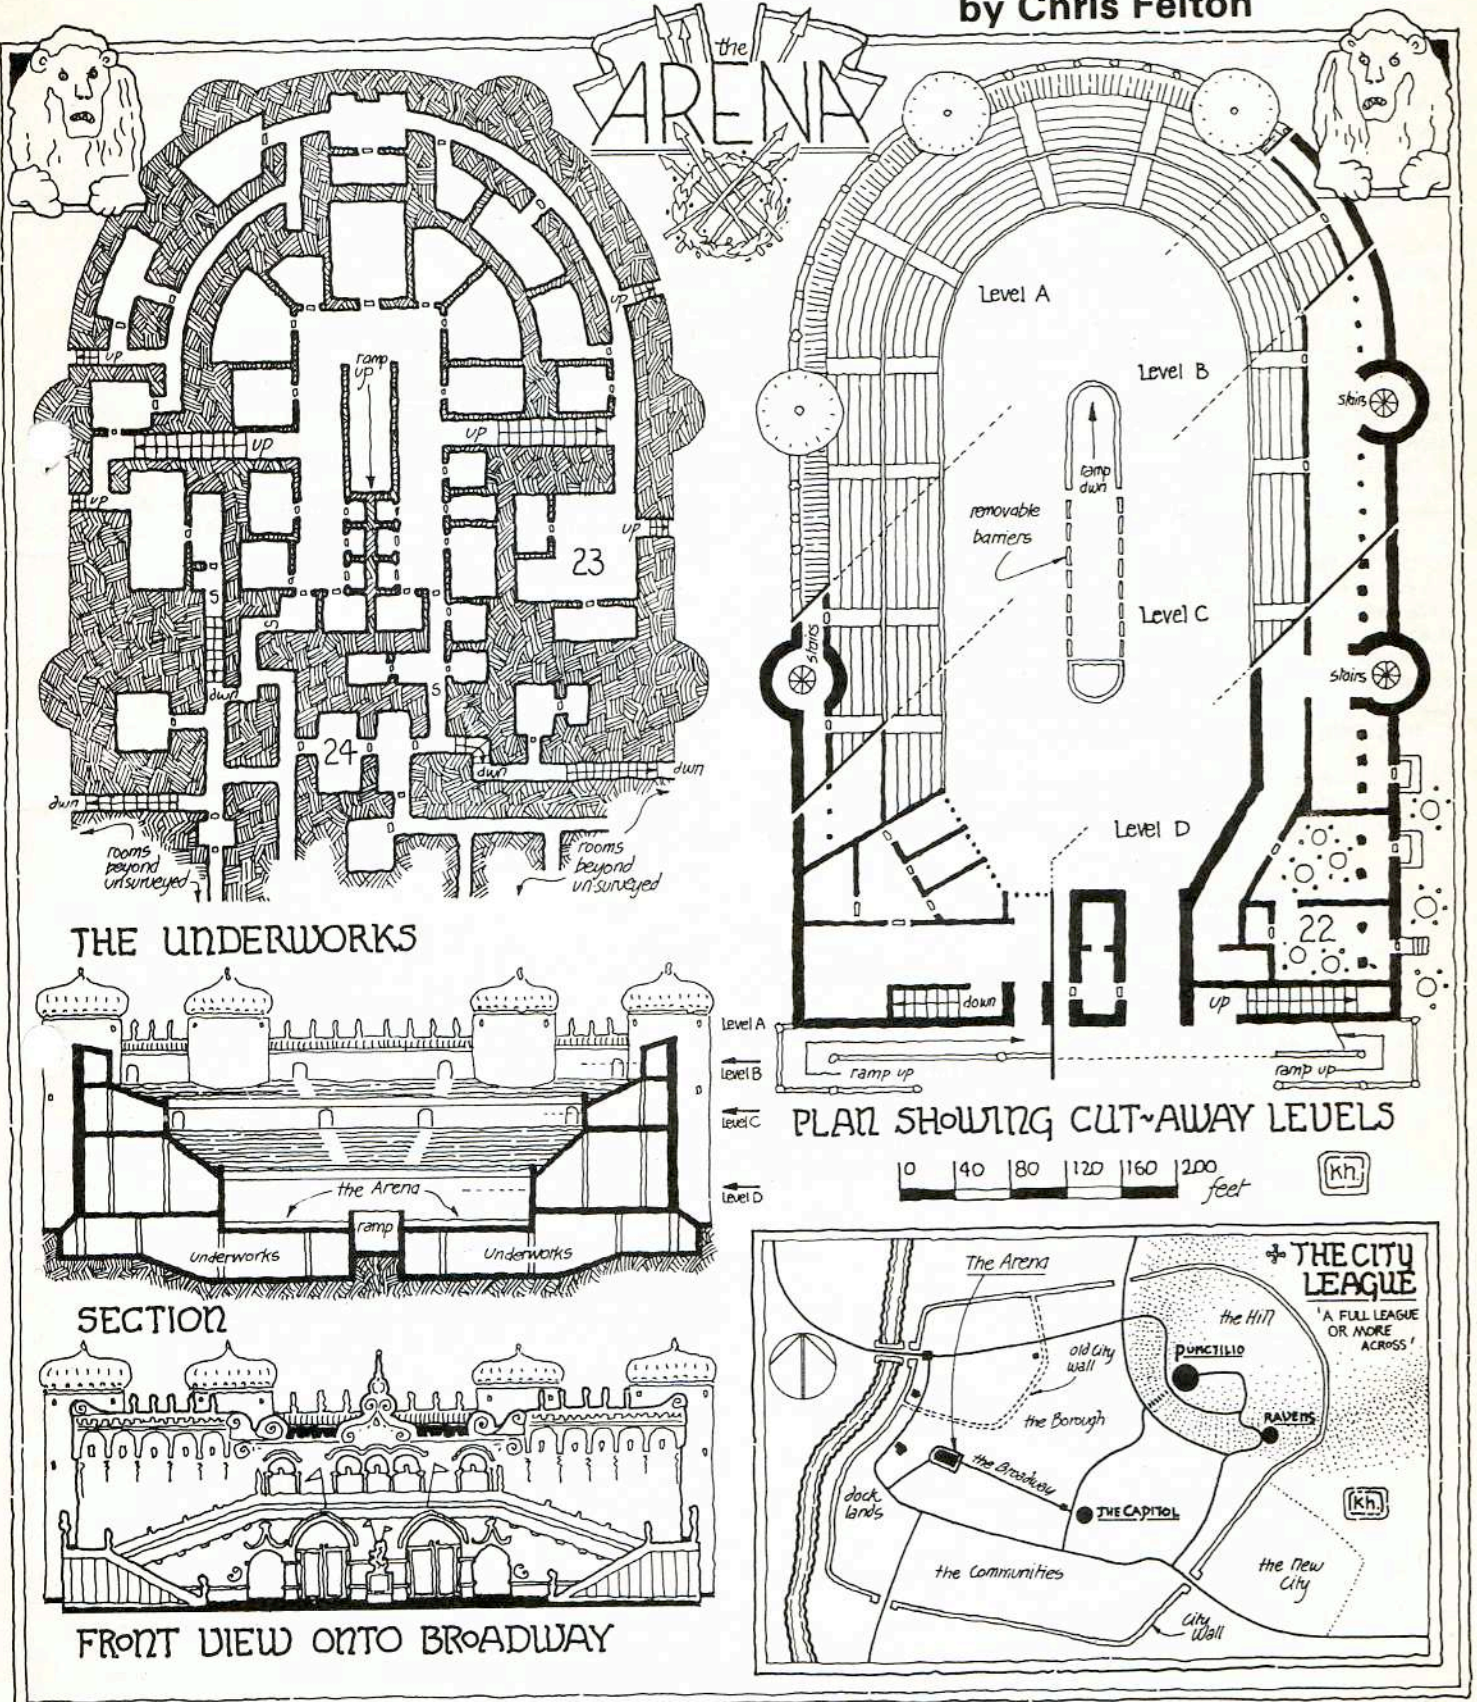 by Chris Felton
the
ARENA
up
up
up
up
up
up
up
ramp
up
S
S
S
23
24
dwn
dwn
dwn
dwn
rooms
beyond
unsurveyed
rooms
beyond
unsurveyed
THE UNDERWORKS
Level A
Level B
Level C
Level D
ramp
dwn
removable
barriers
stairs
stairs
stairs
22
down
up
ramp up
ramp up
PLAN SHOWING CUT~AWAY LEVELS
0 40 80 120 160 200
feet
kh.
Level A
Level B
Level C
Level D
the Arena
ramp
underworks
underworks
SECTION
FRONT VIEW ONTO BROADWAY
THE CITY
LEAGUE
'A FULL LEAGUE
OR MORE
ACROSS'
The Arena
the Hill
PUNCTILIO
old City
wall
the Borough
RAVENS
the Broadway
dock
lands
THE CAPITOL
kh.
the Communities
the New
City
City
Wall